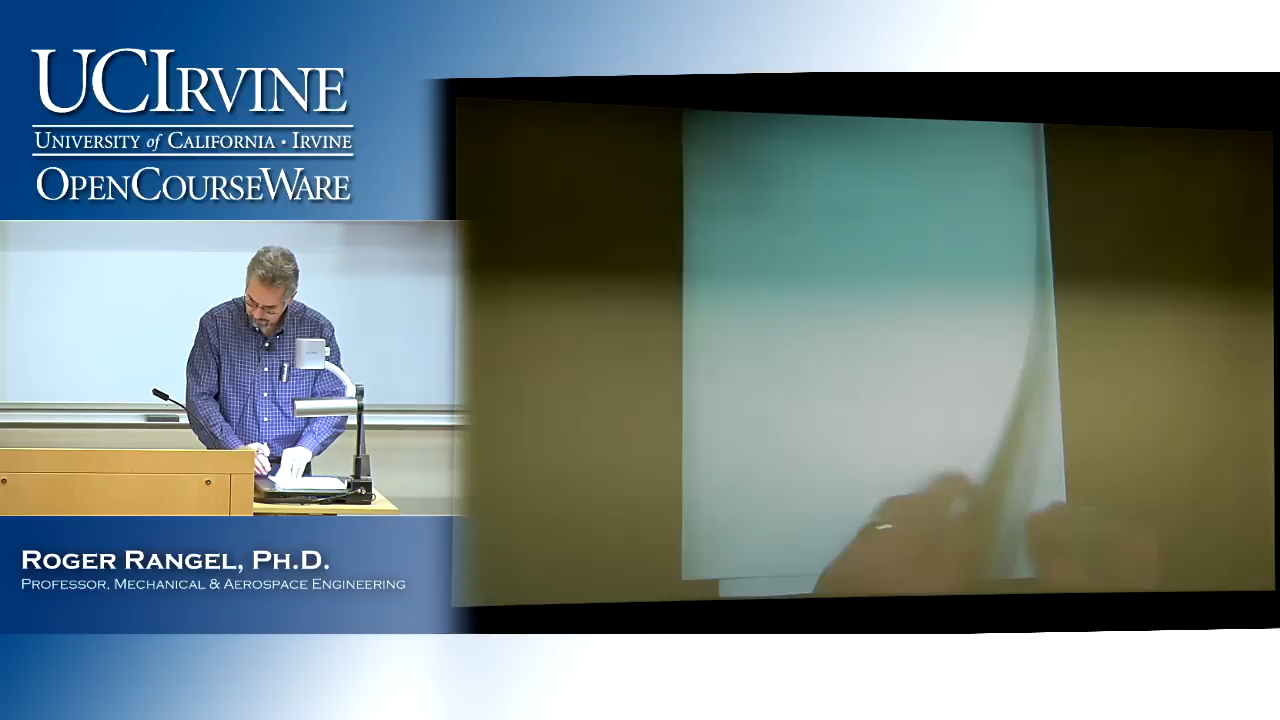 UCIRVINE
UNIVERSITY of CALIFORNIA · IRVINE
OPENCOURSEWARE
ROGER RANGEL, PH.D.
PROFESSOR, MECHANICAL & AEROSPACE ENGINEERING